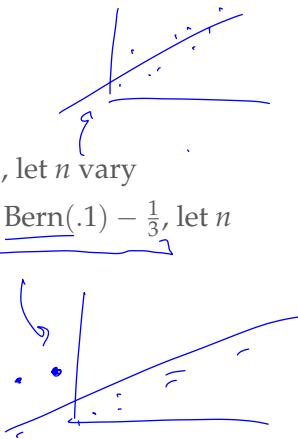 , let n vary
Bern(.1) − 1/3, let n